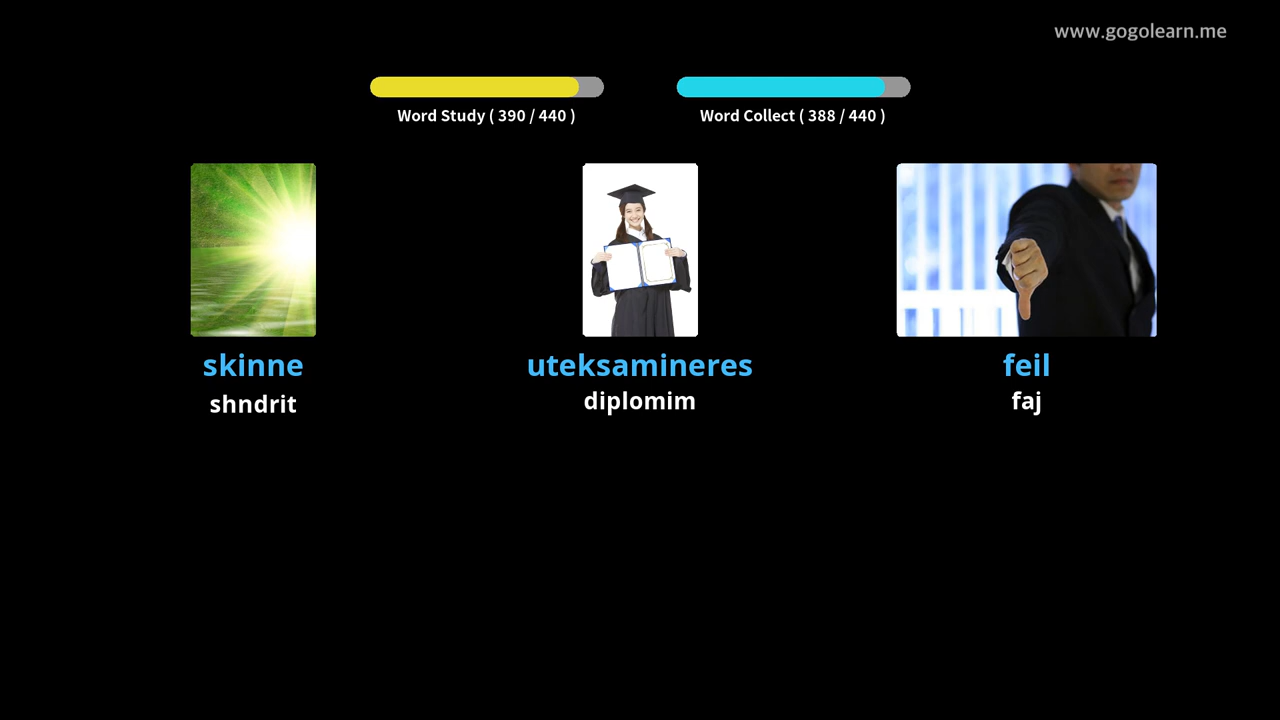 www.gogolearn.me
Word Study ( 390 / 440 )
Word Collect ( 388 / 440 )
skinne
shndrit
uteksamineres
diplomim
feil
faj